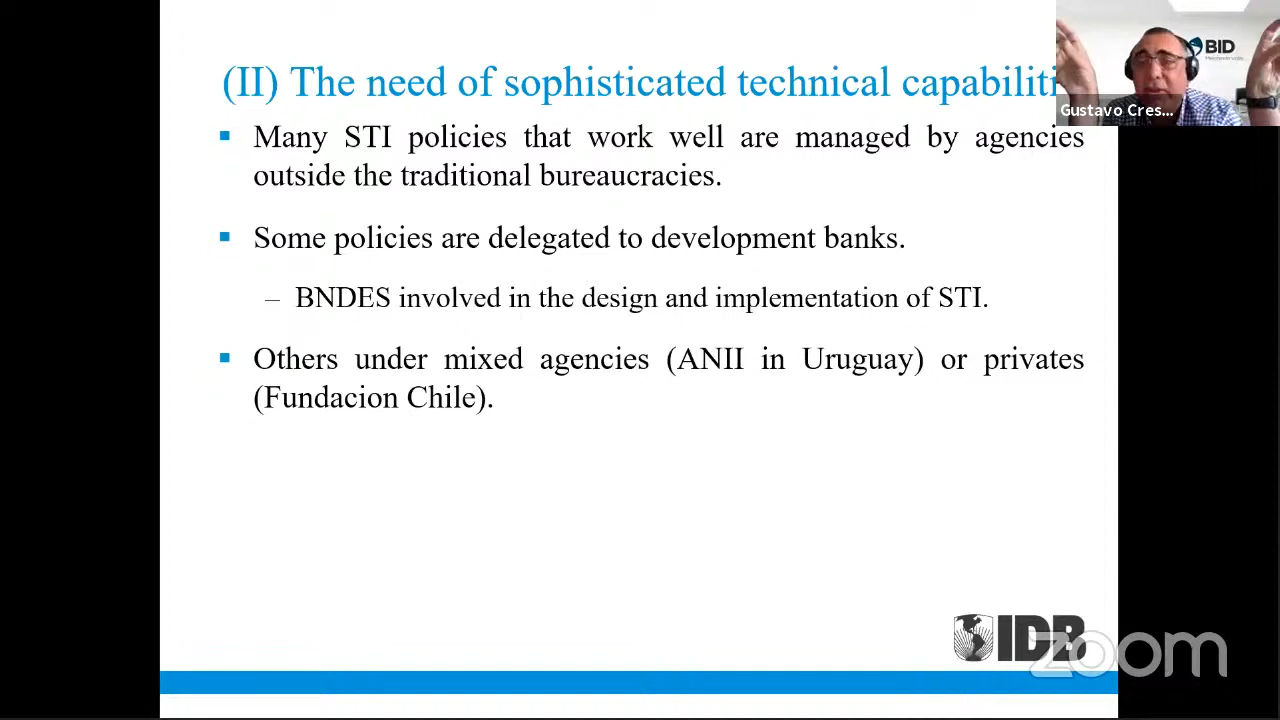 (II) The need of sophisticated technical capabiliti
BID
Gustavo Cres...
▪ Many STI policies that work well are managed by agencies
outside the traditional bureaucracies.
▪ Some policies are delegated to development banks.
– BNDES involved in the design and implementation of STI.
▪ Others under mixed agencies (ANII in Uruguay) or privates
(Fundacion Chile).
IDB
zoom